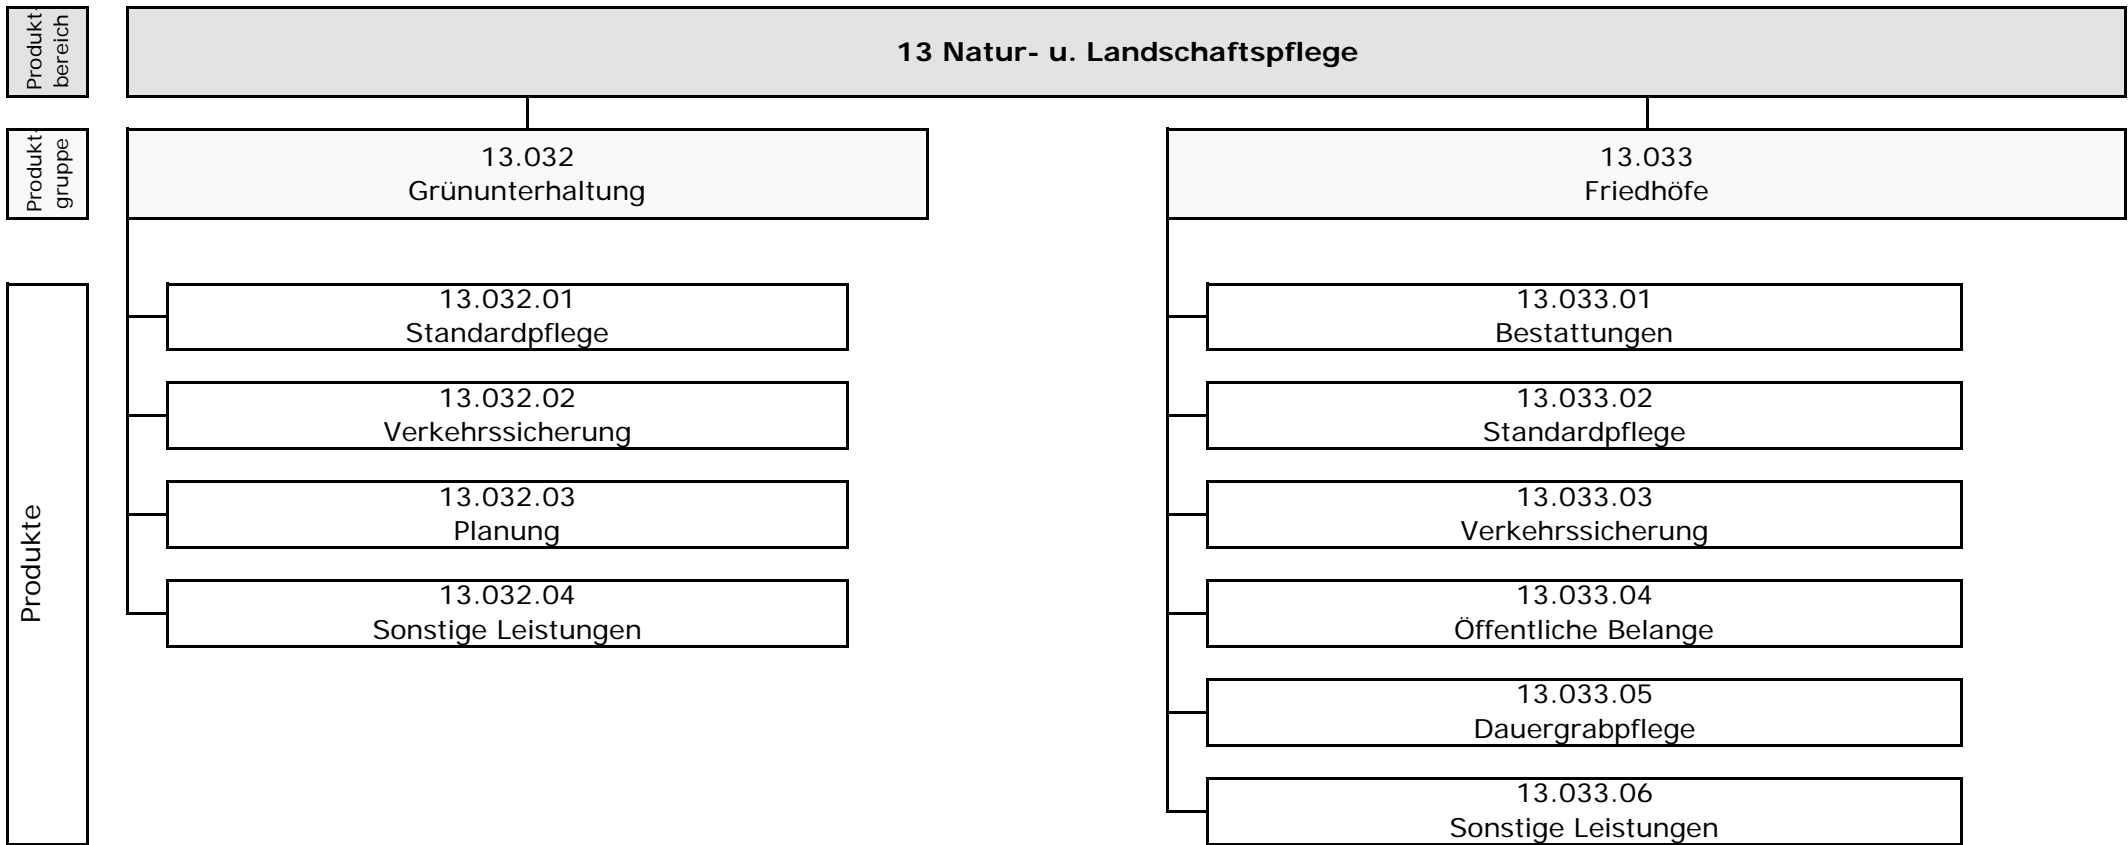 Produkt-
bereich
13 Natur- u. Landschaftspflege
Produkt-
gruppe
13.032
Grünunterhaltung
13.033
Friedhöfe
Produkte
13.032.01
Standardpflege
13.032.02
Verkehrssicherung
13.032.03
Planung
13.032.04
Sonstige Leistungen
13.033.01
Bestattungen
13.033.02
Standardpflege
13.033.03
Verkehrssicherung
13.033.04
Öffentliche Belange
13.033.05
Dauergrabpflege
13.033.06
Sonstige Leistungen